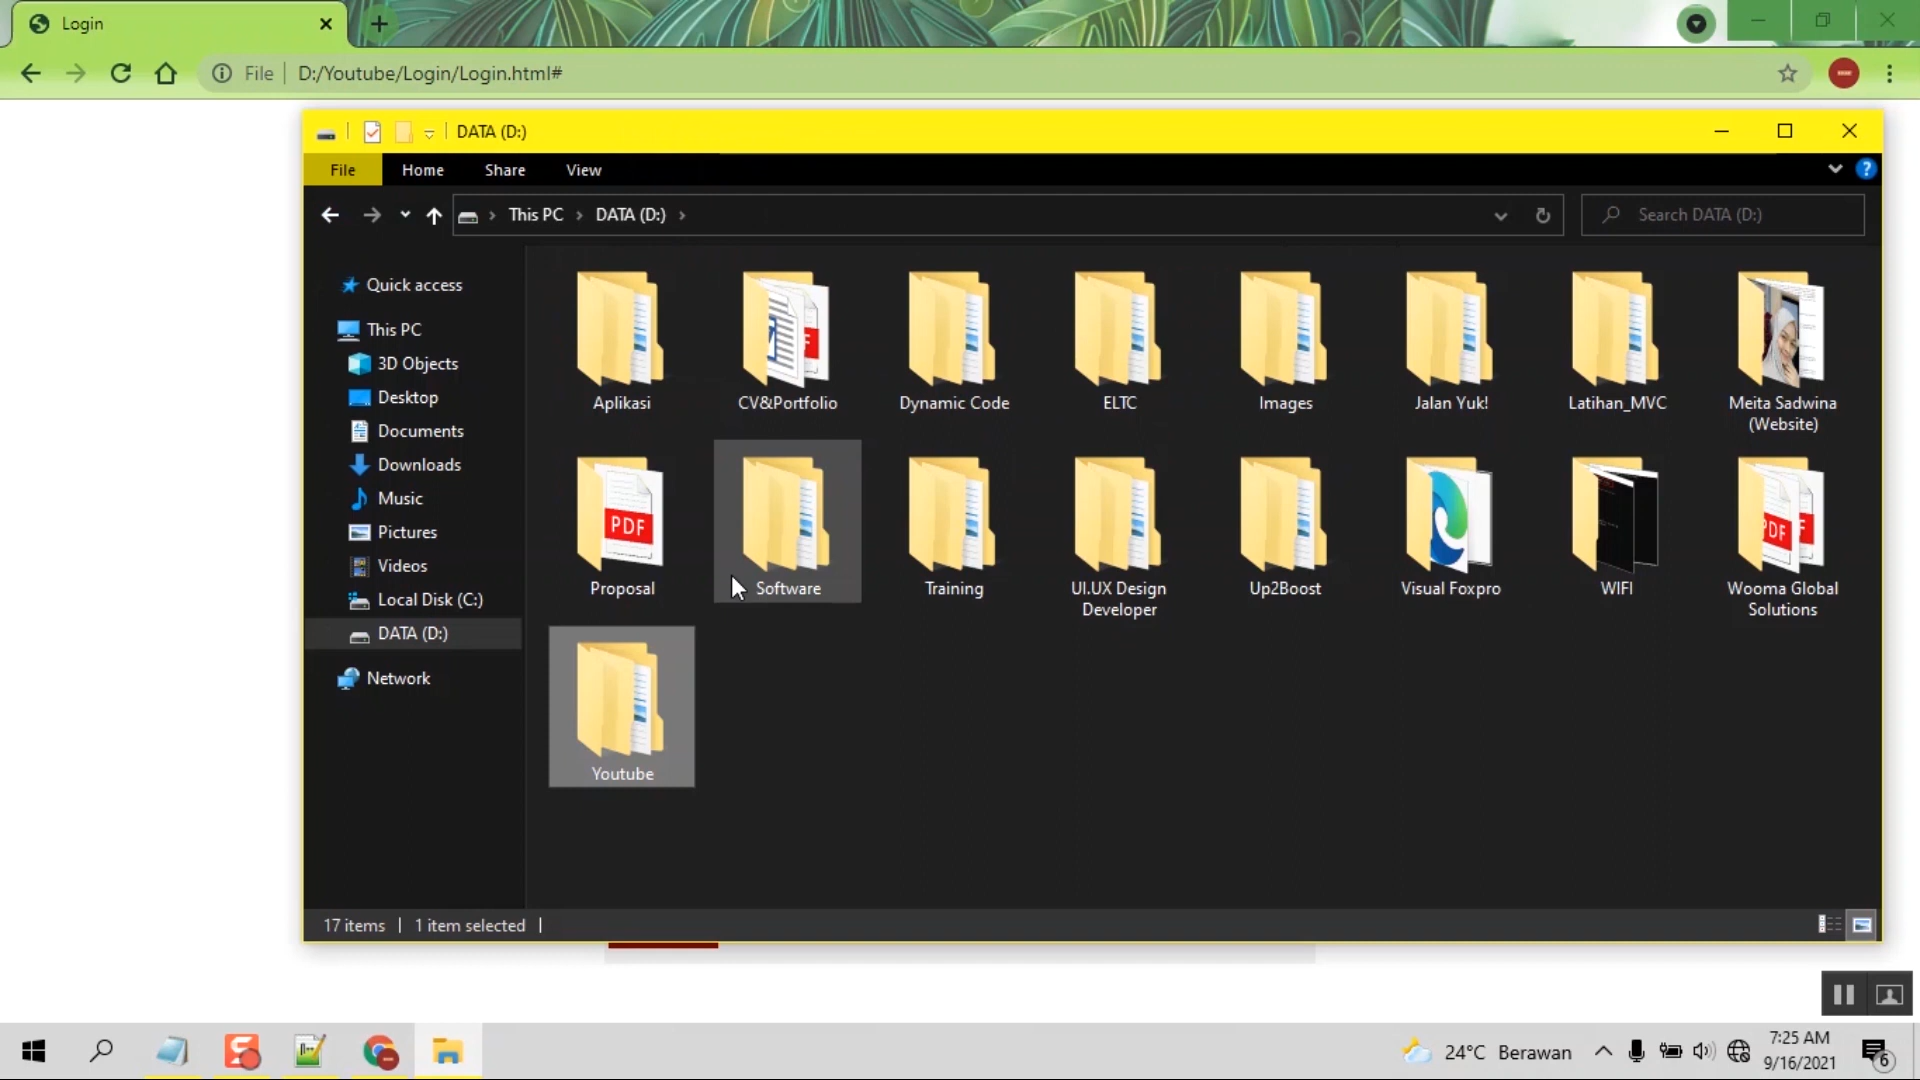 Login
File
D:/Youtube/Login/Login.html#
DATA (D:)
File Home Share View
This PC DATA (D:)
Search DATA (D:)
Quick access
This PC
3D Objects
Desktop
Documents
Downloads
Music
Pictures
Videos
Local Disk (C:)
DATA (D:)
Network
Aplikasi
CV&Portfolio
Dynamic Code
ELTC
Images
Jalan Yuk!
Latihan_MVC
Meita Sadwina
(Website)
PDF
Proposal
Software
Training
UI.UX Design
Developer
Up2Boost
Visual Foxpro
WIFI
PDF
Wooma Global
Solutions
Youtube
17 items
1 item selected
24°C Berawan
7:25 AM
9/16/2021
6